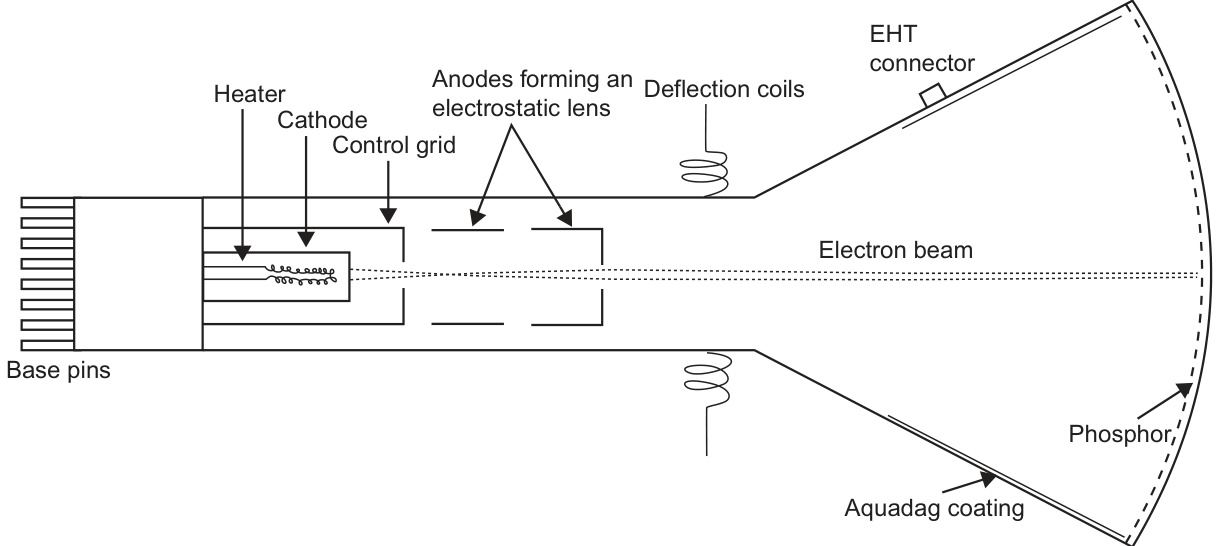 EHT
connector
Anodes forming an
electrostatic lens
Deflection coils
Heater
Cathode
Control grid
Electron beam
Base pins
Phosphor
Aquadag coating